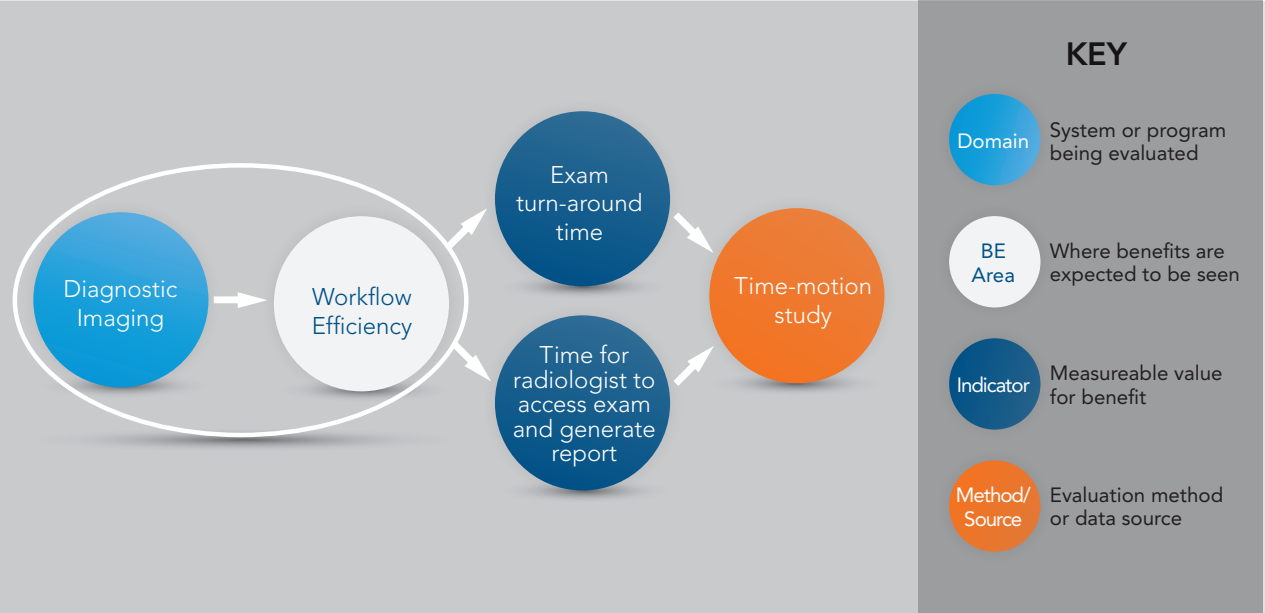 Diagnostic
Imaging
Workflow
Efficiency
Exam
turn-around
time
Time for
radiologist to
access exam
and generate
report
Time-motion
study
KEY
Domain
System or program
being evaluated
BE
Area
Where benefits are
expected to be seen
Indicator
Measureable value
for benefit
Method/
Source
Evaluation method
or data source